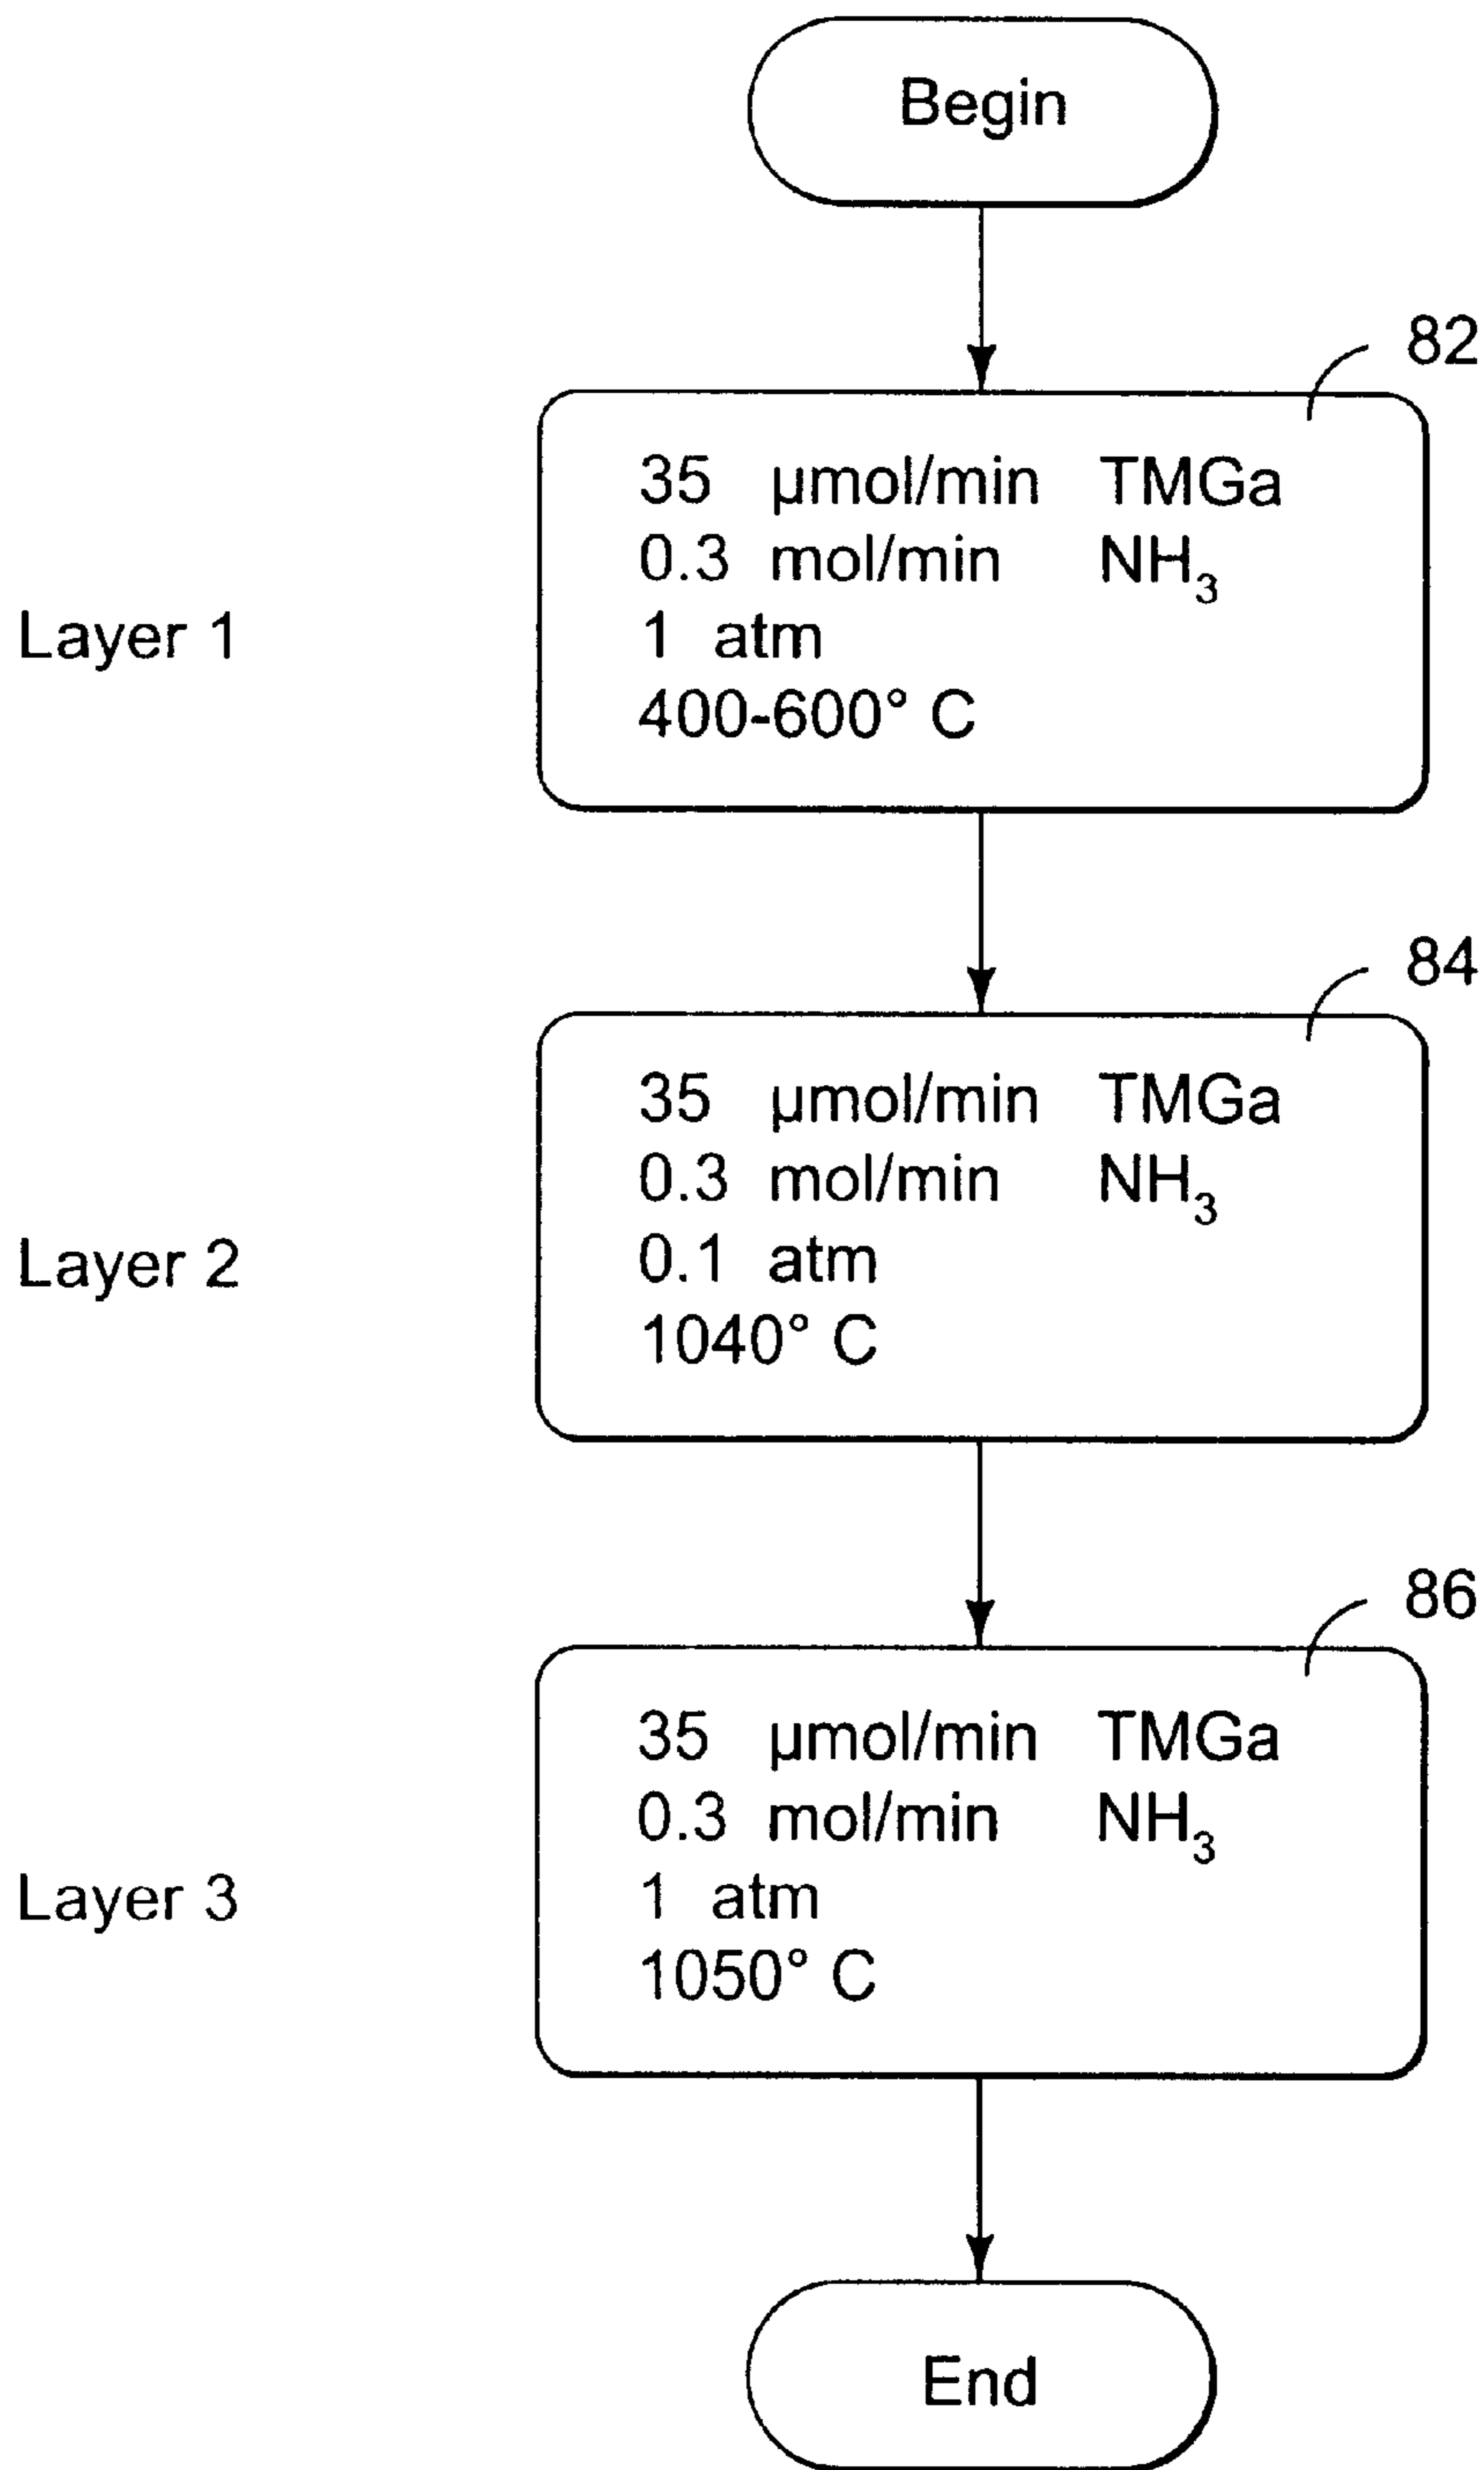 Begin
82
35 µmol/min TMGa
0.3 mol/min NH₃
Layer 1
1 atm
400-600° C
84
35 µmol/min TMGa
0.3 mol/min NH₃
Layer 2
0.1 atm
1040° C
86
35 µmol/min TMGa
0.3 mol/min NH₃
Layer 3
1 atm
1050° C
End